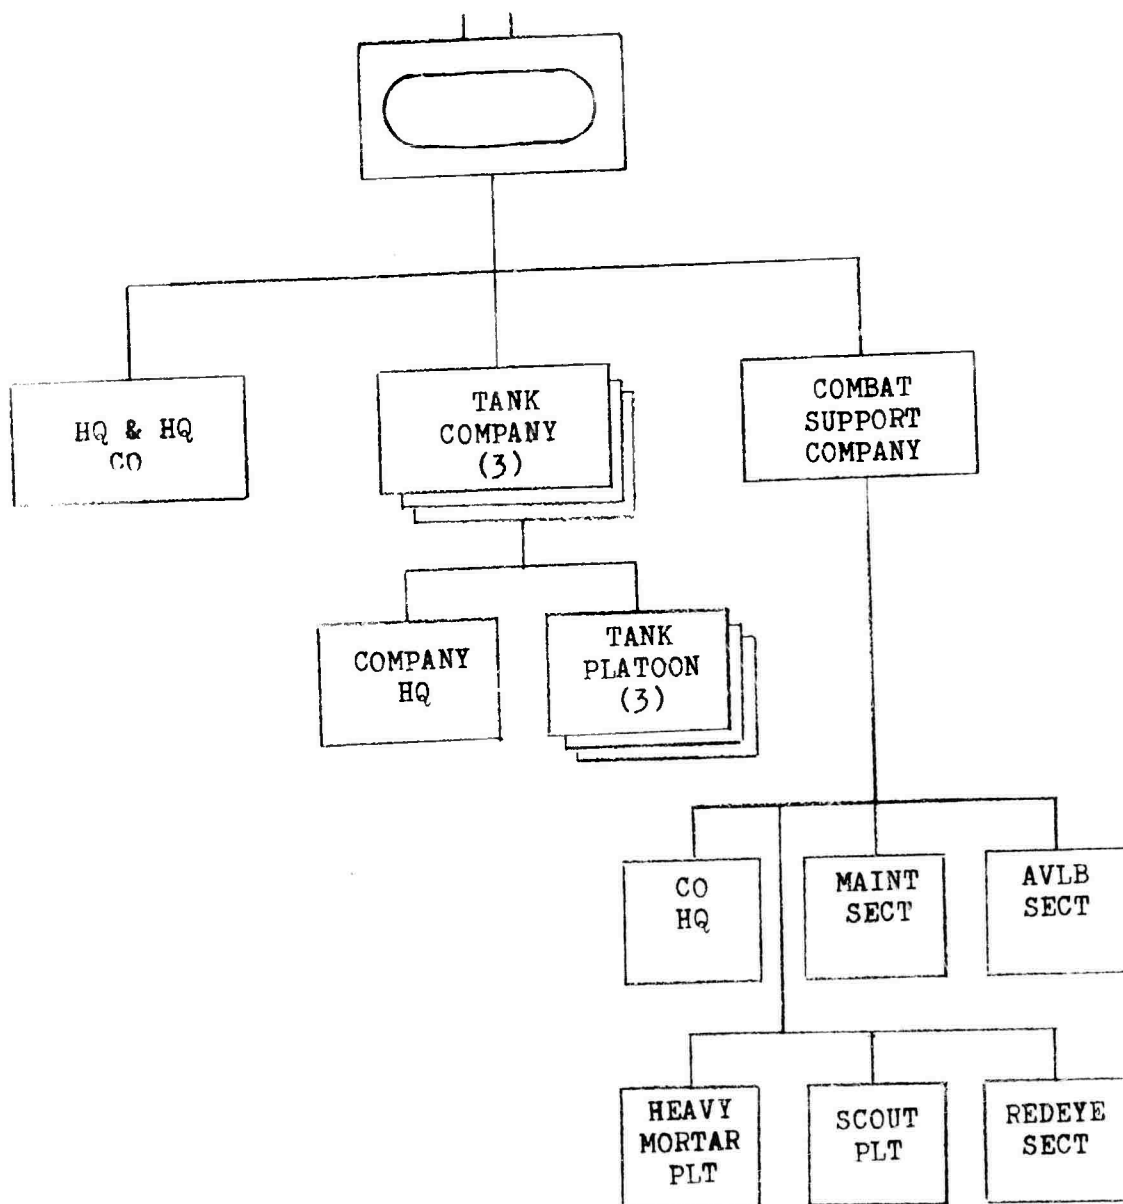 HQ & HQ
CO
TANK
COMPANY
(3)
COMBAT
SUPPORT
COMPANY
COMPANY
HQ
TANK
PLATOON
(3)
CO
HQ
MAINT
SECT
AVLB
SECT
HEAVY
MORTAR
PLT
SCOUT
PLT
REDEYE
SECT